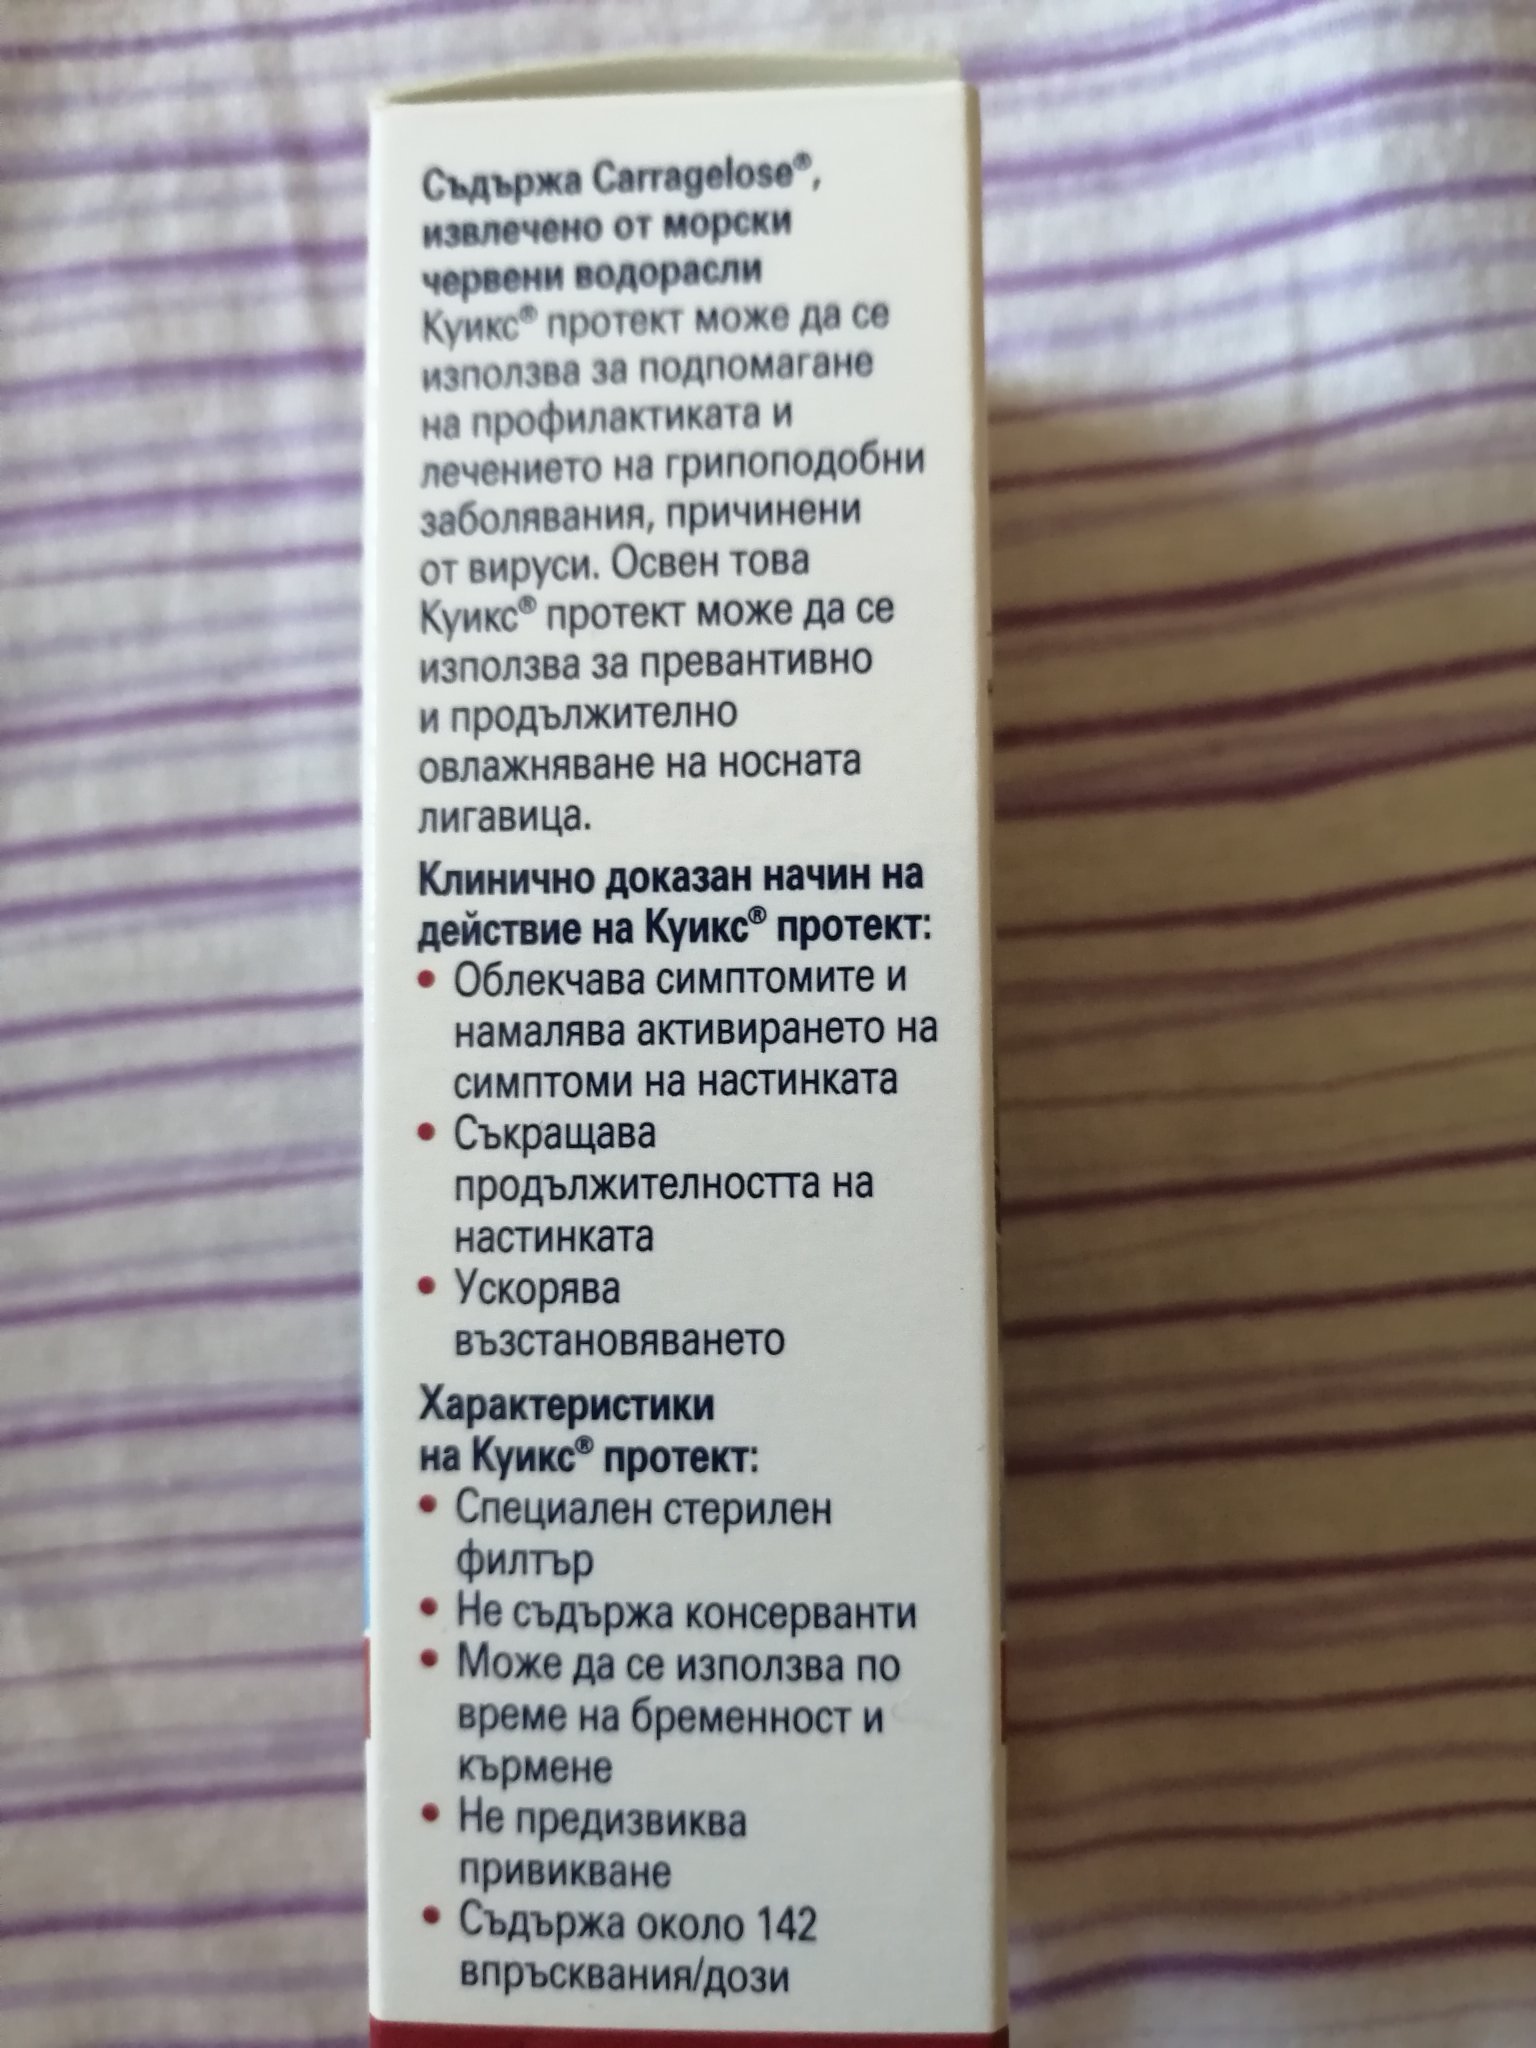 Съдържа Carragelose®,
извлечено от морски
червени водорасли
Куикс® протект може да се
използва за подпомагане
на профилактиката и
лечението на грипоподобни
заболявания, причинени
от вируси. Освен това
Куикс® протект може да се
използва за превантивно
и продължително
овлажняване на носната
лигавица.
Клинично доказан начин на
действие на Куикс® протект:
• Облекчава симптомите и
намалява активирането на
симптоми на настинката
• Съкращава
продължителността на
настинката
• Ускорява
възстановяването
Характеристики
на Куикс® протект:
• Специален стерилен
филтър
• Не съдържа консерванти
• Може да се използва по
време на бременност и
кърмене
• Не предизвиква
привикване
• Съдържа около 142
впръсквания/дози